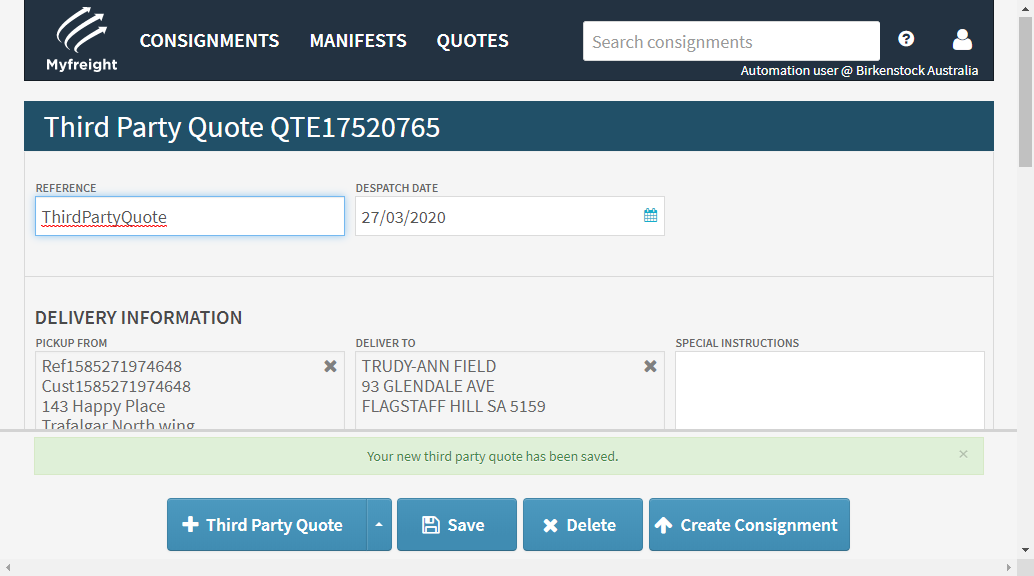 Myfreight
CONSIGNMENTS MANIFESTS QUOTES
Search consignments
?
Automation user @ Birkenstock Australia
Third Party Quote QTE17520765
REFERENCE DESPATCH DATE
ThirdPartyQuote 27/03/2020
DELIVERY INFORMATION
PICKUP FROM DELIVER TO SPECIAL INSTRUCTIONS
Ref1585271974648 TRUDY-ANN FIELD
Cust1585271974648 93 GLENDALE AVE
143 Happy Place FLAGSTAFF HILL SA 5159
Trafalgar North wing
Your new third party quote has been saved. ×
Third Party Quote Save Delete Create Consignment